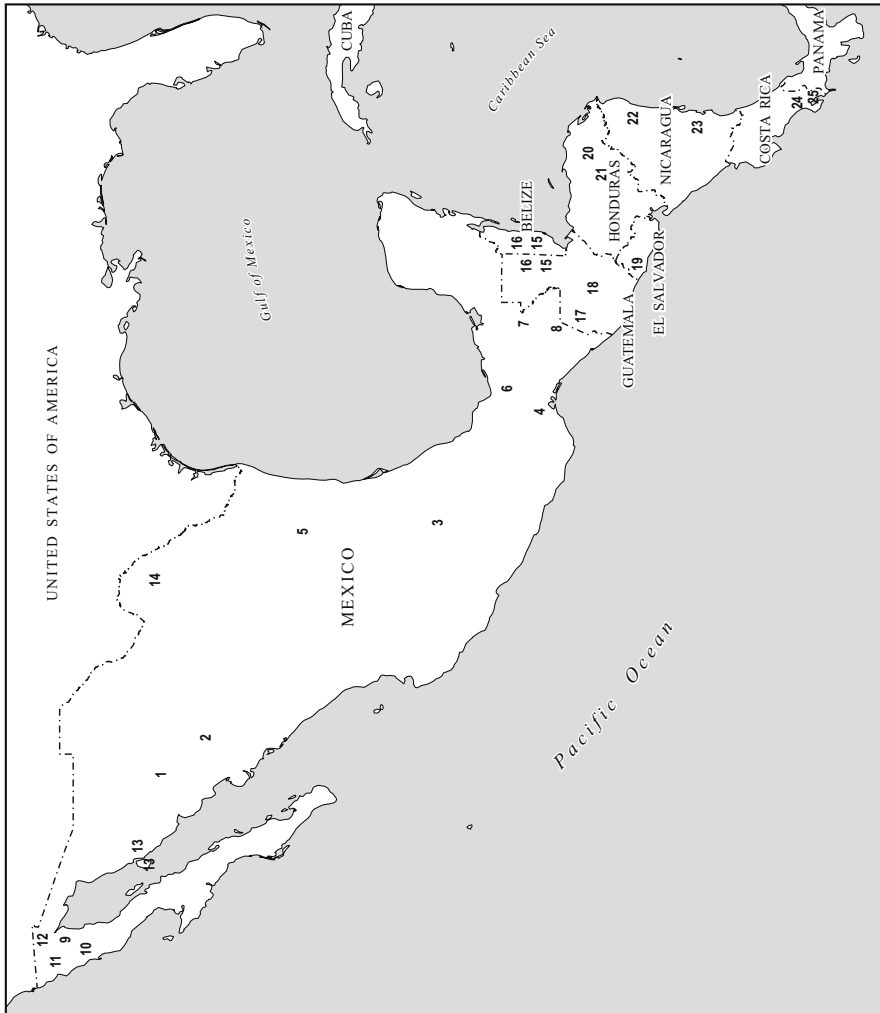 UNITED STATES OF AMERICA
Gulf of Mexico
CUBA
Caribbean Sea
MEXICO
Pacific Ocean
BELIZE
GUATEMALA
HONDURAS
EL SALVADOR
NICARAGUA
COSTA RICA
PANAMA
1
2
3
4
5
6
7
8
9
10
11
12
13
13
14
15
15
16
16
17
18
19
20
21
22
23
24
25